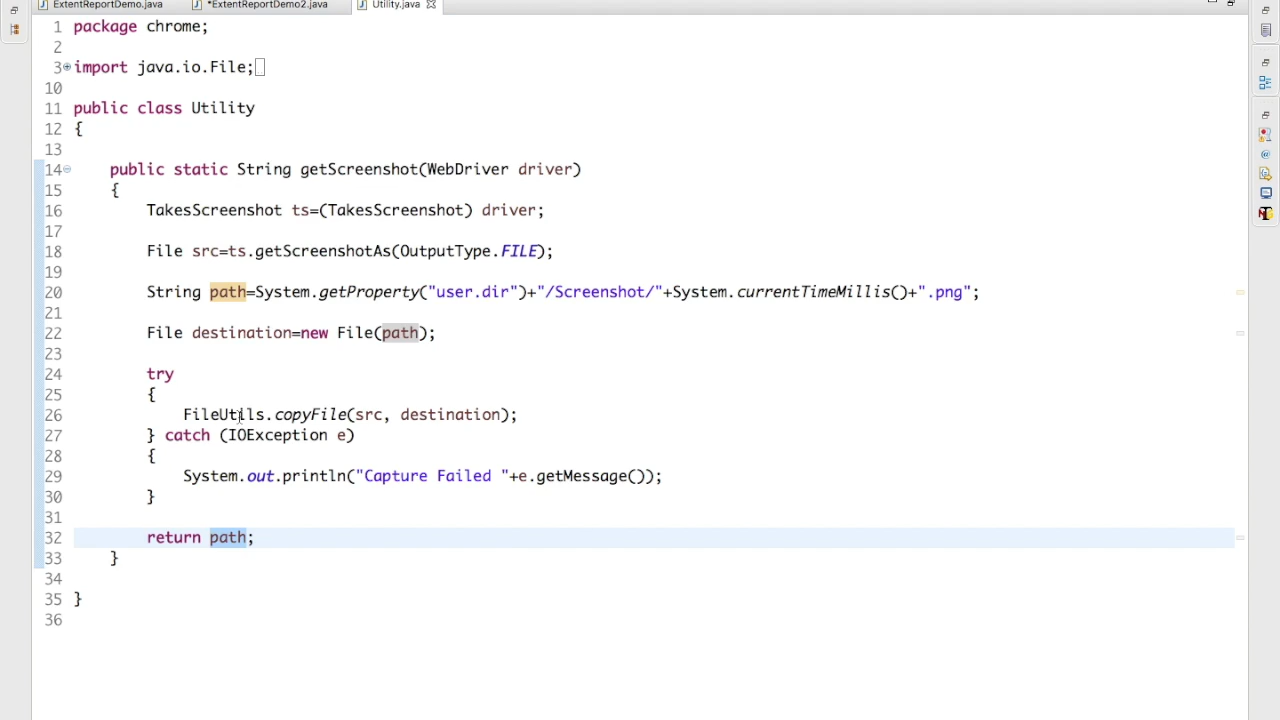 ExtentReportDemo.java *ExtentReportDemo2.java Utility.java
1 package chrome;
2
3 import java.io.File;
10
11 public class Utility
12 {
13
14 public static String getScreenshot(WebDriver driver)
15 {
16 TakesScreenshot ts=(TakesScreenshot) driver;
17
18 File src=ts.getScreenshotAs(OutputType.FILE);
19
20 String path=System.getProperty("user.dir")+"/Screenshot/"+System.currentTimeMillis()+".png";
21
22 File destination=new File(path);
23
24 try
25 {
26 FileUtils.copyFile(src, destination);
27 } catch (IOException e)
28 {
29 System.out.println("Capture Failed "+e.getMessage());
30 }
31
32 return path;
33 }
34
35 }
36